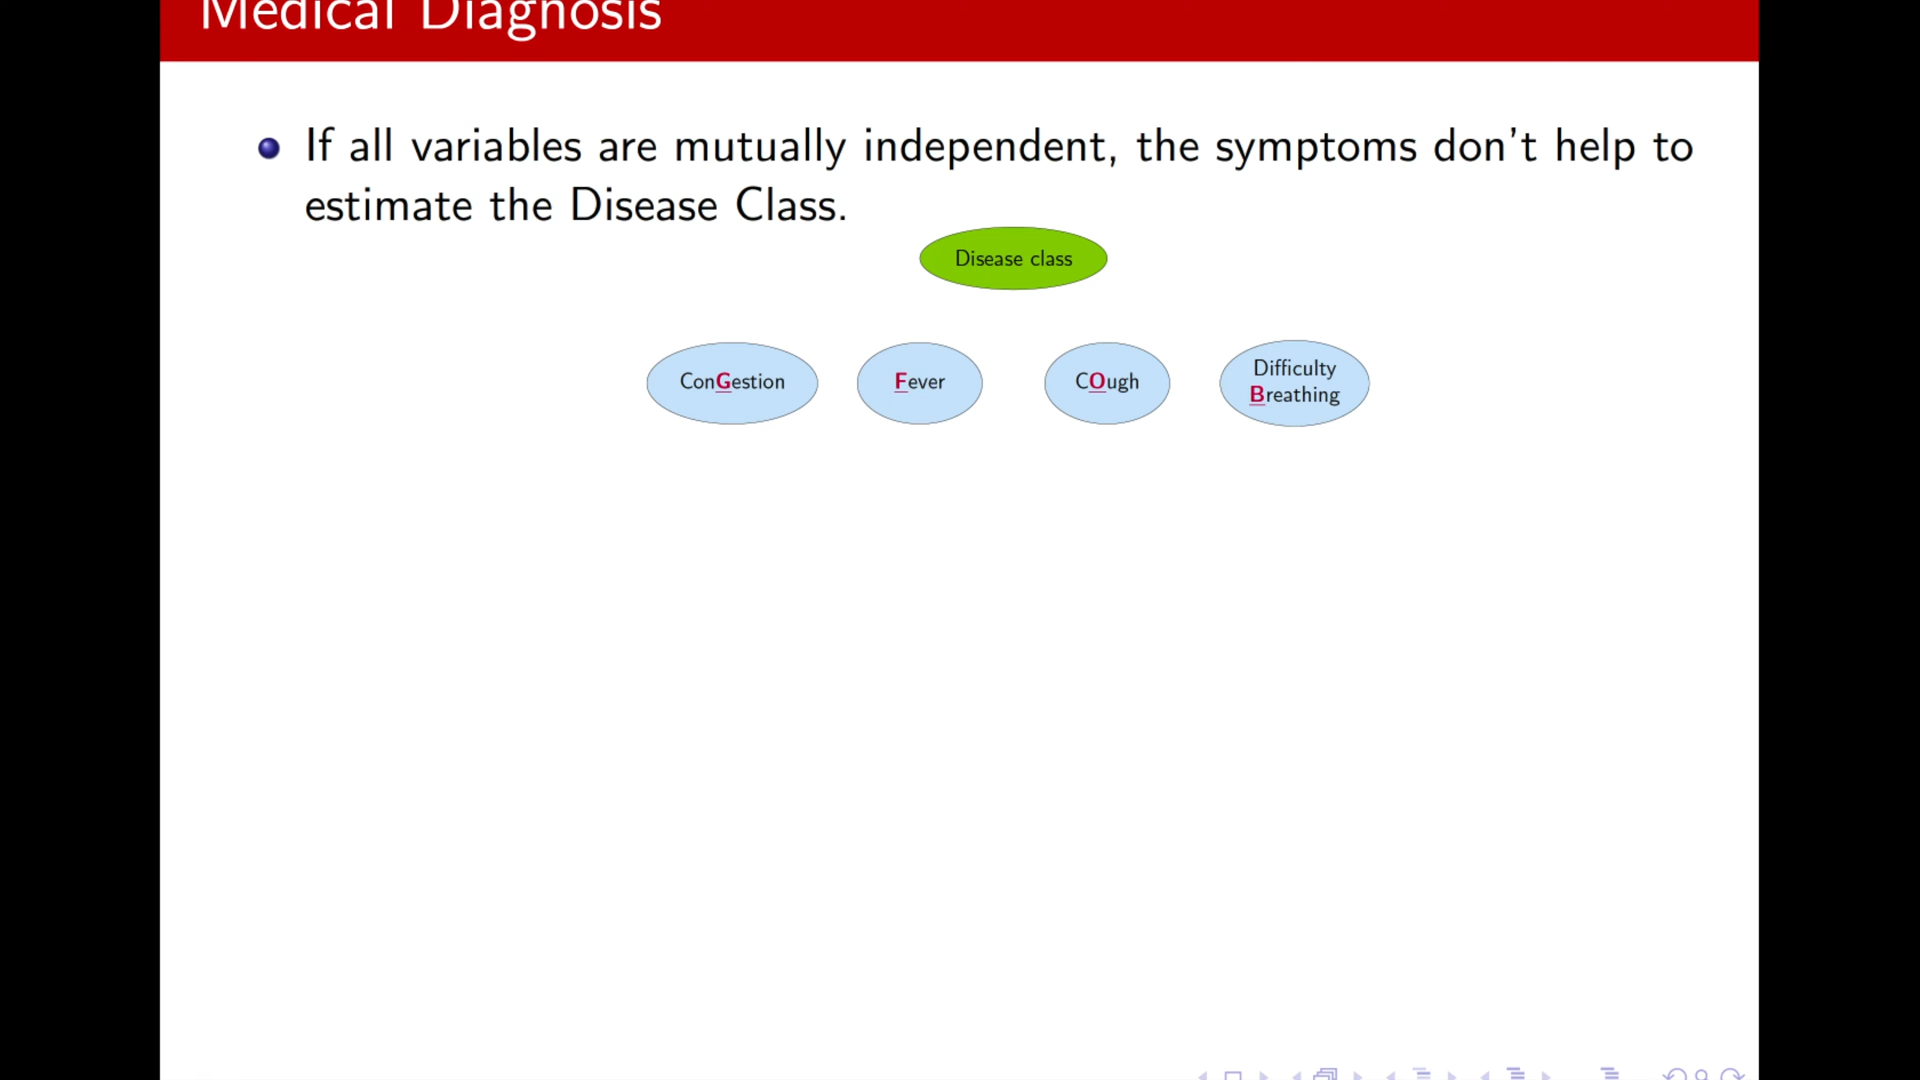 Medical Diagnosis
If all variables are mutually independent, the symptoms don't help to
estimate the Disease Class.
Disease class
ConGestion Fever COugh Difficulty
Breathing